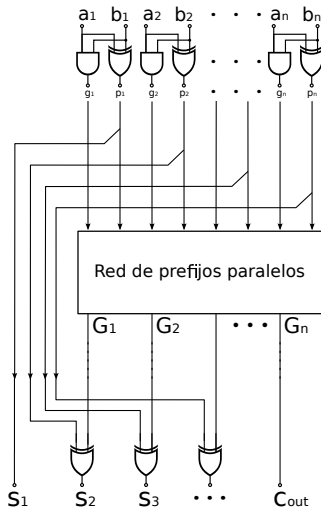 a₁ b₁ a₂ b₂ · · · aₙ bₙ
g₁ p₁ g₂ p₂ · · · gₙ pₙ
Red de prefijos paralelos
G₁ G₂ · · · Gₙ
S₁ S₂ S₃ · · · Cout